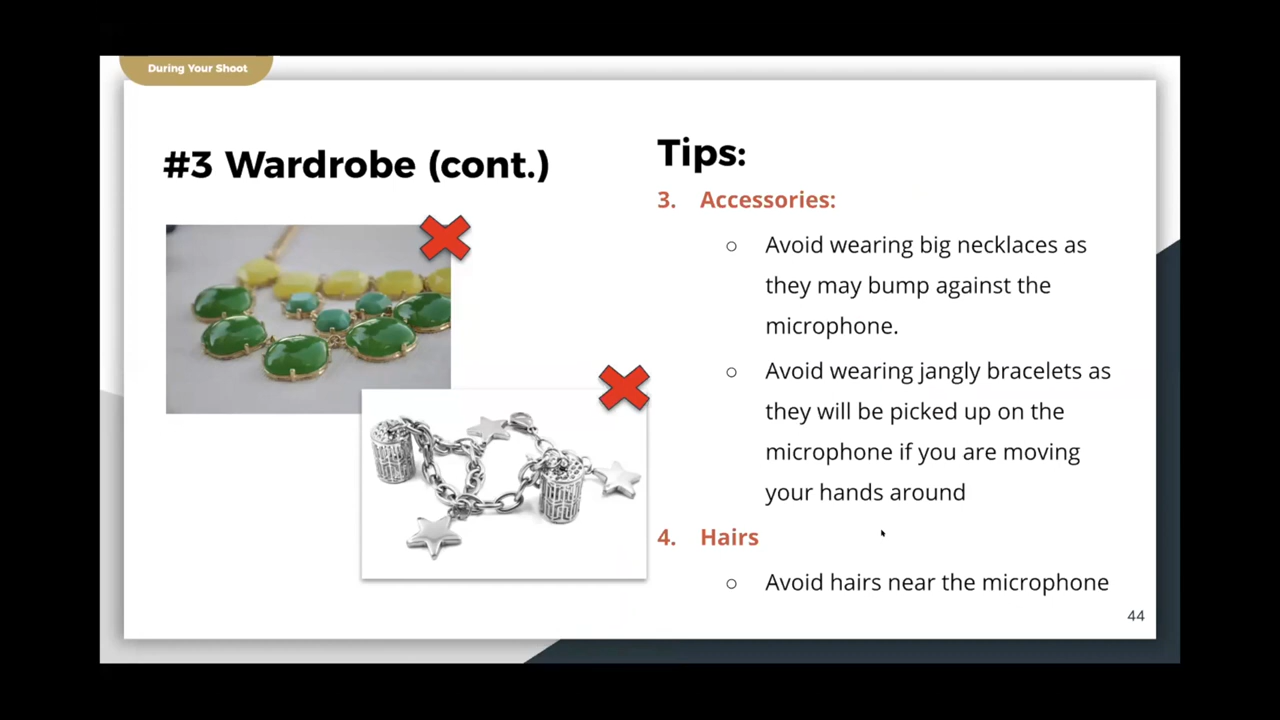 During Your Shoot
#3 Wardrobe (cont.)
Tips:
3. Accessories:
○ Avoid wearing big necklaces as
they may bump against the
microphone.
○ Avoid wearing jangly bracelets as
they will be picked up on the
microphone if you are moving
your hands around
4. Hairs
○ Avoid hairs near the microphone
44